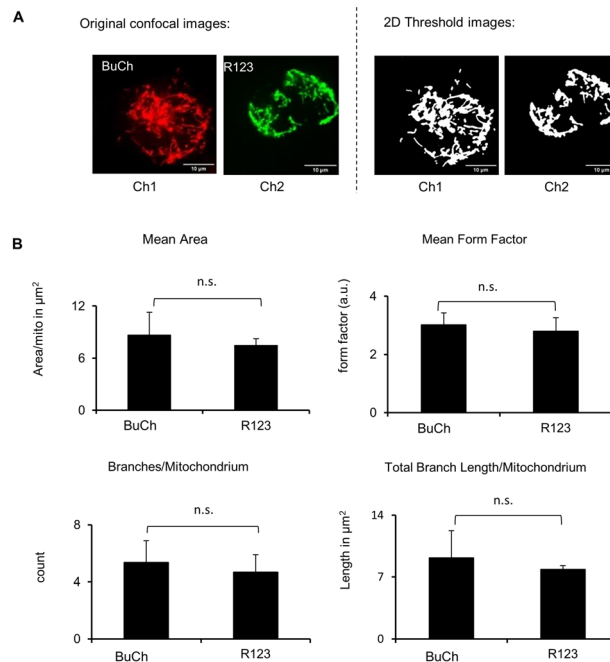 A
Original confocal images:
2D Threshold images:
BuCh
R123
10 µm
10 µm
10 µm
10 µm
Ch1
Ch2
Ch1
Ch2
B
Mean Area
Area/mito in µm²
12
6
0
n.s.
BuCh
R123
Mean Form Factor
form factor (a.u.)
4
2
0
n.s.
BuCh
R123
Branches/Mitochondrium
count
8
4
0
n.s.
BuCh
R123
Total Branch Length/Mitochondrium
Length in µm²
14
7
0
n.s.
BuCh
R123